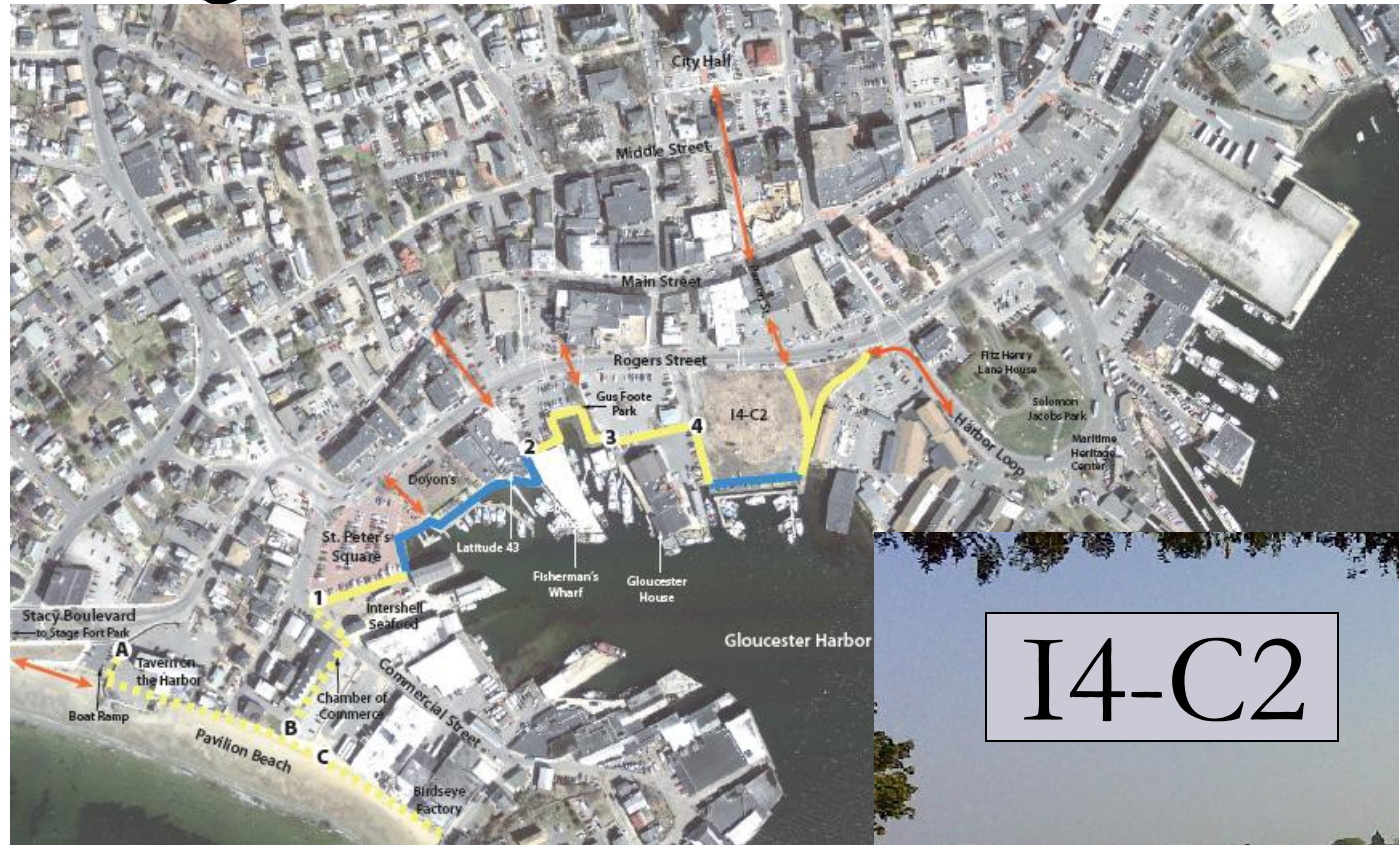 City Hall
Middle Street
Main Street
Rogers Street
Gus Foote
Park
I4-C2
Fitz Henry
Lane House
Solomon
Jacobs Park
Harbor Loop
Maritime
Heritage
Center
2
3
4
Doyon's
Latitude 43
St. Peter's
Square
Fisherman's
Wharf
Gloucester
House
1
Intershell
Seafood
Stacy Boulevard
to Stage Fort Park
A
Tavern on
the Harbor
Boat Ramp
Gloucester Harbor
Commercial Street
Chamber of
Commerce
B
C
Pavilion Beach
Birdseye
Factory
I4-C2